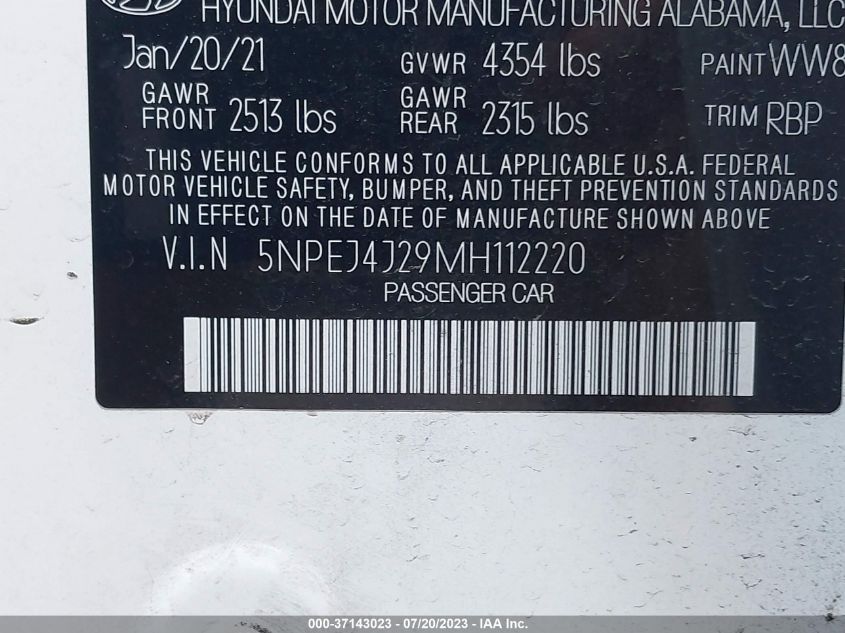 HYUNDAI MOTOR MANUFACTURING ALABAMA, LLC
Jan/20/21 GVWR 4354 lbs PAINT WW8
GAWR FRONT 2513 lbs GAWR REAR 2315 lbs TRIM RBP
THIS VEHICLE CONFORMS TO ALL APPLICABLE U.S.A. FEDERAL
MOTOR VEHICLE SAFETY, BUMPER, AND THEFT PREVENTION STANDARDS
IN EFFECT ON THE DATE OF MANUFACTURE SHOWN ABOVE
V.I.N 5NPEJ4J29MH112220
PASSENGER CAR
000-37143023 - 07/20/2023 - IAA Inc.